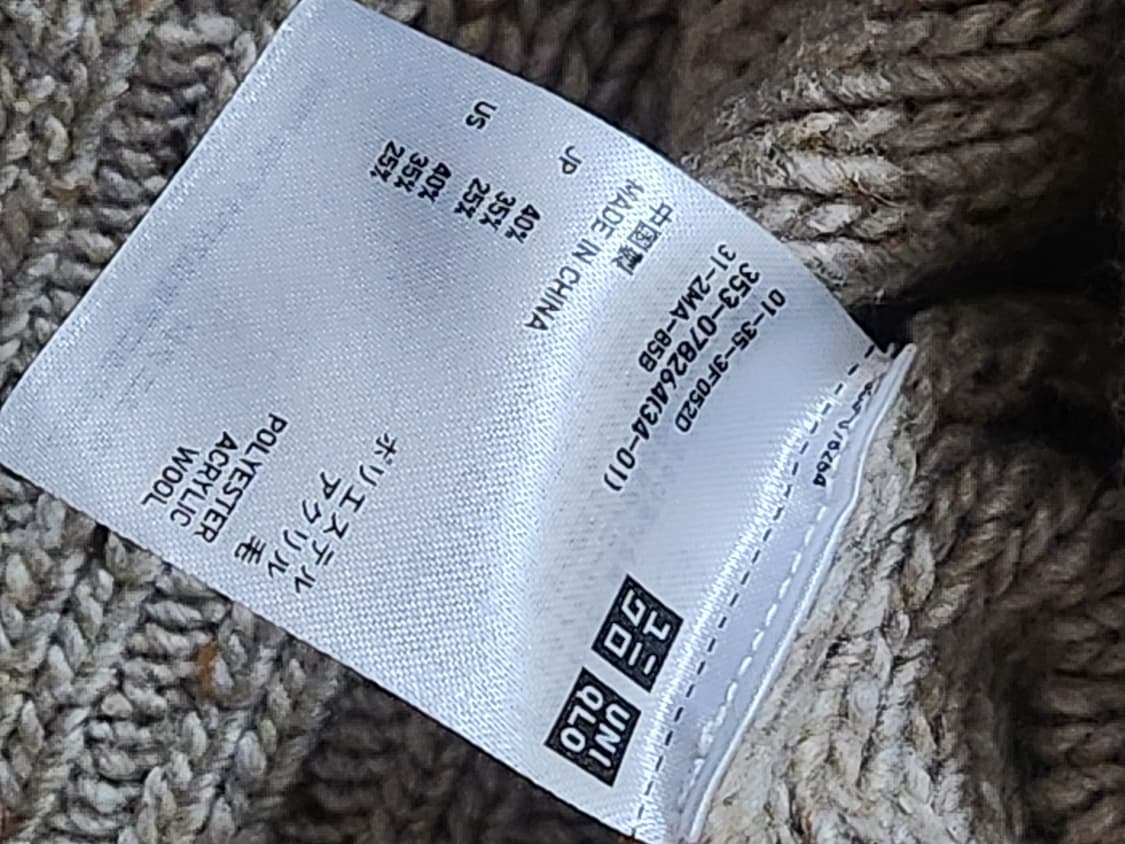 ユニ
クロ
UNI
QLO
01-35-3F052D
353-078264(34-01)
31-2MA-85B
中国製
MADE IN CHINA
JP
40% ポリエステル
35% アクリル
25% 毛
US
40% POLYESTER
35% ACRYLIC
25% WOOL